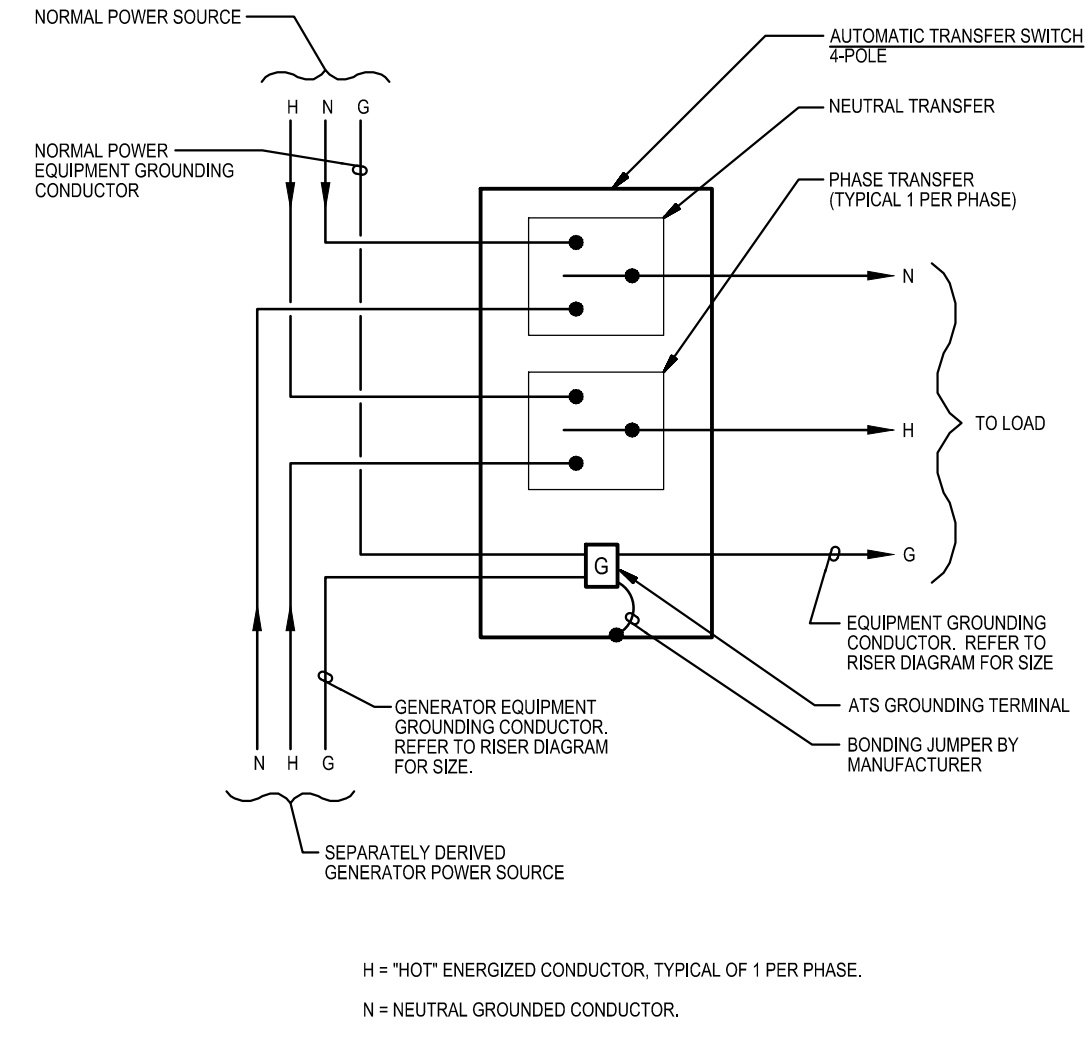 NORMAL POWER SOURCE
AUTOMATIC TRANSFER SWITCH
4-POLE
H N G
NEUTRAL TRANSFER
NORMAL POWER
EQUIPMENT GROUNDING
CONDUCTOR
PHASE TRANSFER
(TYPICAL 1 PER PHASE)
N
H
TO LOAD
G
G
EQUIPMENT GROUNDING
CONDUCTOR. REFER TO
RISER DIAGRAM FOR SIZE
GENERATOR EQUIPMENT
GROUNDING CONDUCTOR.
REFER TO RISER DIAGRAM
FOR SIZE.
ATS GROUNDING TERMINAL
BONDING JUMPER BY
MANUFACTURER
N H G
SEPARATELY DERIVED
GENERATOR POWER SOURCE
H = "HOT" ENERGIZED CONDUCTOR, TYPICAL OF 1 PER PHASE.
N = NEUTRAL GROUNDED CONDUCTOR.